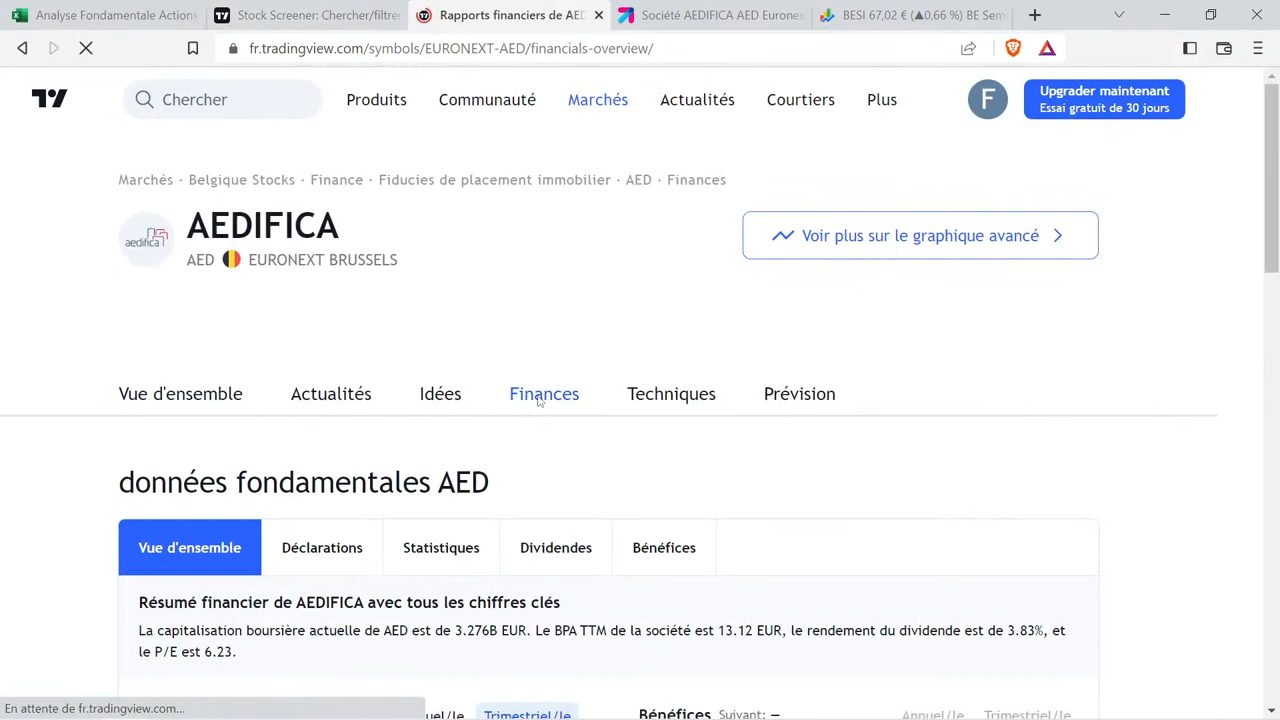 Analyse Fondamentale Actions
Stock Screener: Chercher/filtre
Rapports financiers de AED
Société AEDIFICA AED Euronex
BESI 67,02 € (▲0,66 %) BE Sem
fr.tradingview.com/symbols/EURONEXT-AED/financials-overview/
Chercher
Produits
Communauté
Marchés
Actualités
Courtiers
Plus
F
Upgrader maintenant
Essai gratuit de 30 jours
Marchés · Belgique Stocks · Finance · Fiducies de placement immobilier · AED · Finances
aedifica
AEDIFICA
AED EURONEXT BRUSSELS
Voir plus sur le graphique avancé
Vue d'ensemble
Actualités
Idées
Finances
Techniques
Prévision
données fondamentales AED
Vue d'ensemble
Déclarations
Statistiques
Dividendes
Bénéfices
Résumé financier de AEDIFICA avec tous les chiffres clés
La capitalisation boursière actuelle de AED est de 3.276B EUR. Le BPA TTM de la société est 13.12 EUR, le rendement du dividende est de 3.83%, et
le P/E est 6.23.
En attente de fr.tradingview.com...
uel/le
Trimestriel/le
Bénéfices Suivant: —
Annuel/le
Trimestriel/le